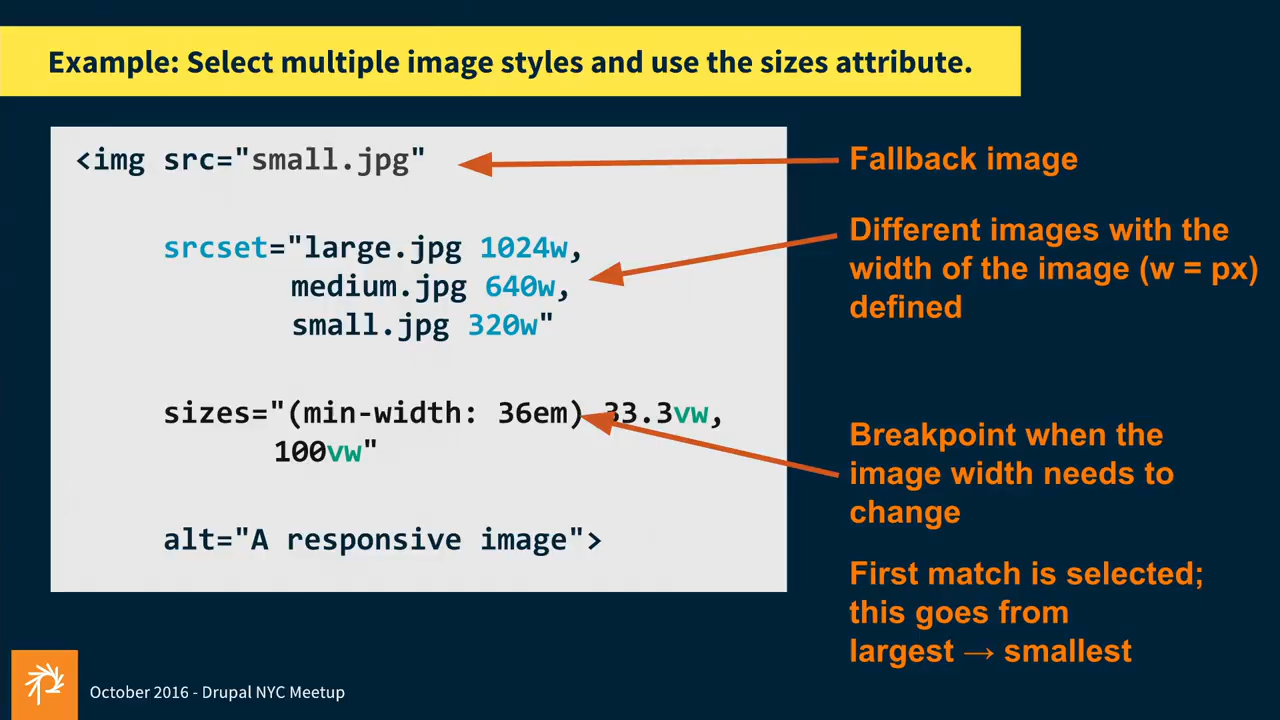 Example: Select multiple image styles and use the sizes attribute.
<img src="small.jpg"
Fallback image
srcset="large.jpg 1024w,
medium.jpg 640w,
small.jpg 320w"
Different images with the
width of the image (w = px)
defined
sizes="(min-width: 36em) 33.3vw,
100vw"
Breakpoint when the
image width needs to
change
alt="A responsive image">
First match is selected;
this goes from
largest → smallest
October 2016 - Drupal NYC Meetup